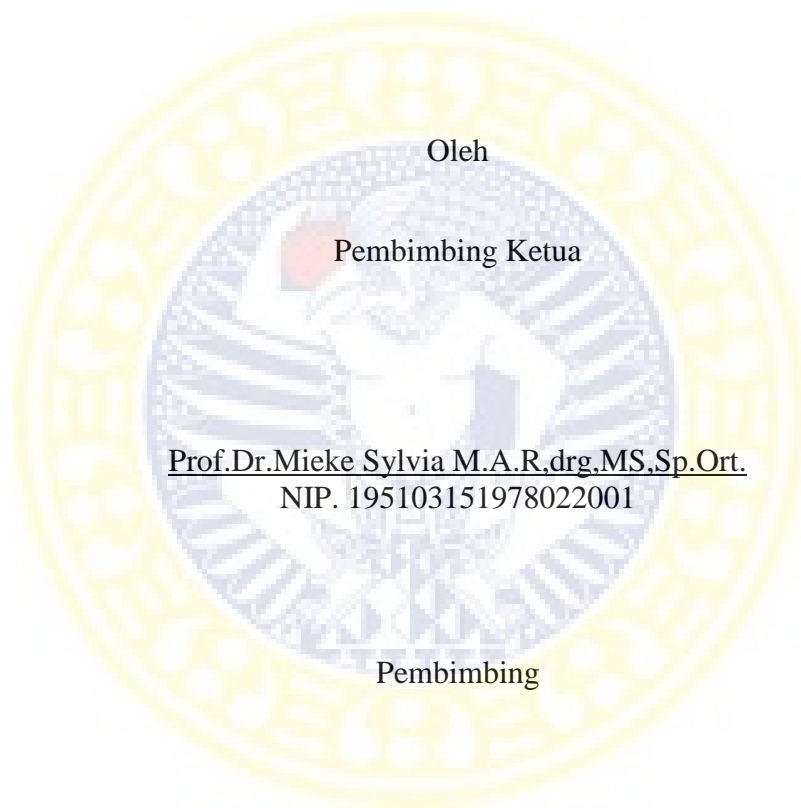 Oleh
Pembimbing Ketua
Prof.Dr.Mieke Sylvia M.A.R,drg,MS,Sp.Ort.
NIP. 195103151978022001
Pembimbing